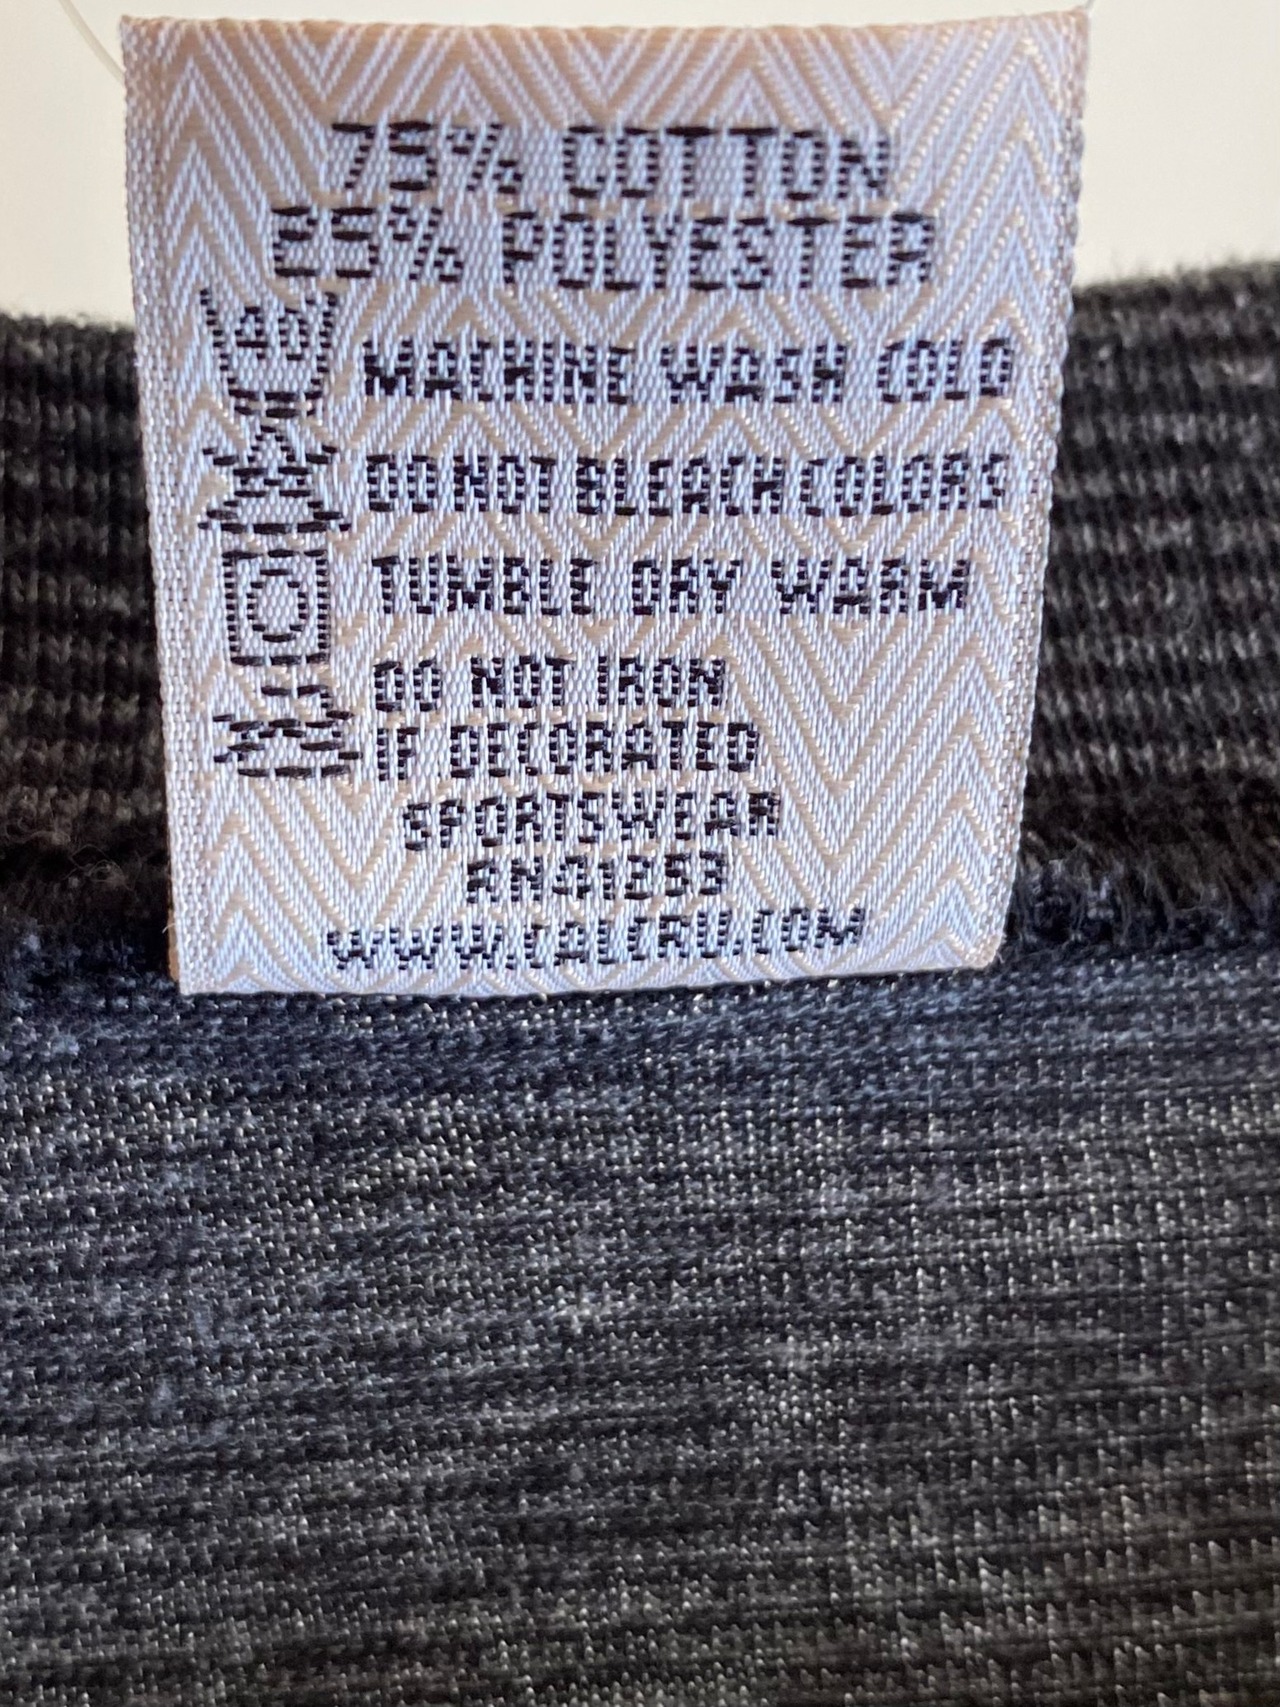 75% COTTON
25% POLYESTER
40
MACHINE WASH COLD
DO NOT BLEACH COLORS
TUMBLE DRY WARM
DO NOT IRON
IF DECORATED
SPORTSWEAR
WWW.CALCRU.COM